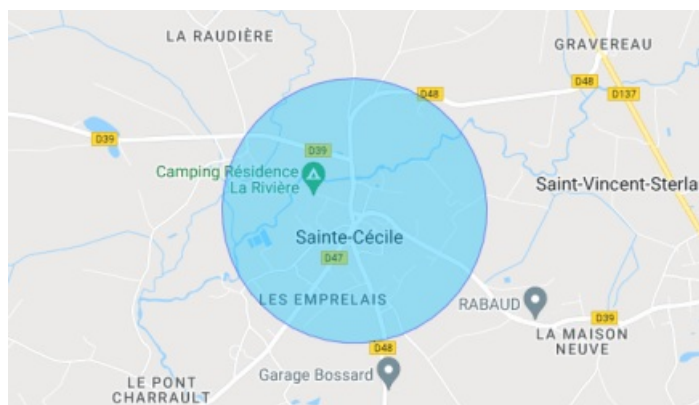 LA RAUDIÈRE
GRAVEREAU
D48
D48
D137
D39
D39
Camping Résidence
La Rivière
Saint-Vincent-Sterla
Sainte-Cécile
D47
LES EMPRELAIS
RABAUD
D39
LA MAISON
NEUVE
D48
Garage Bossard
LE PONT
CHARRAULT